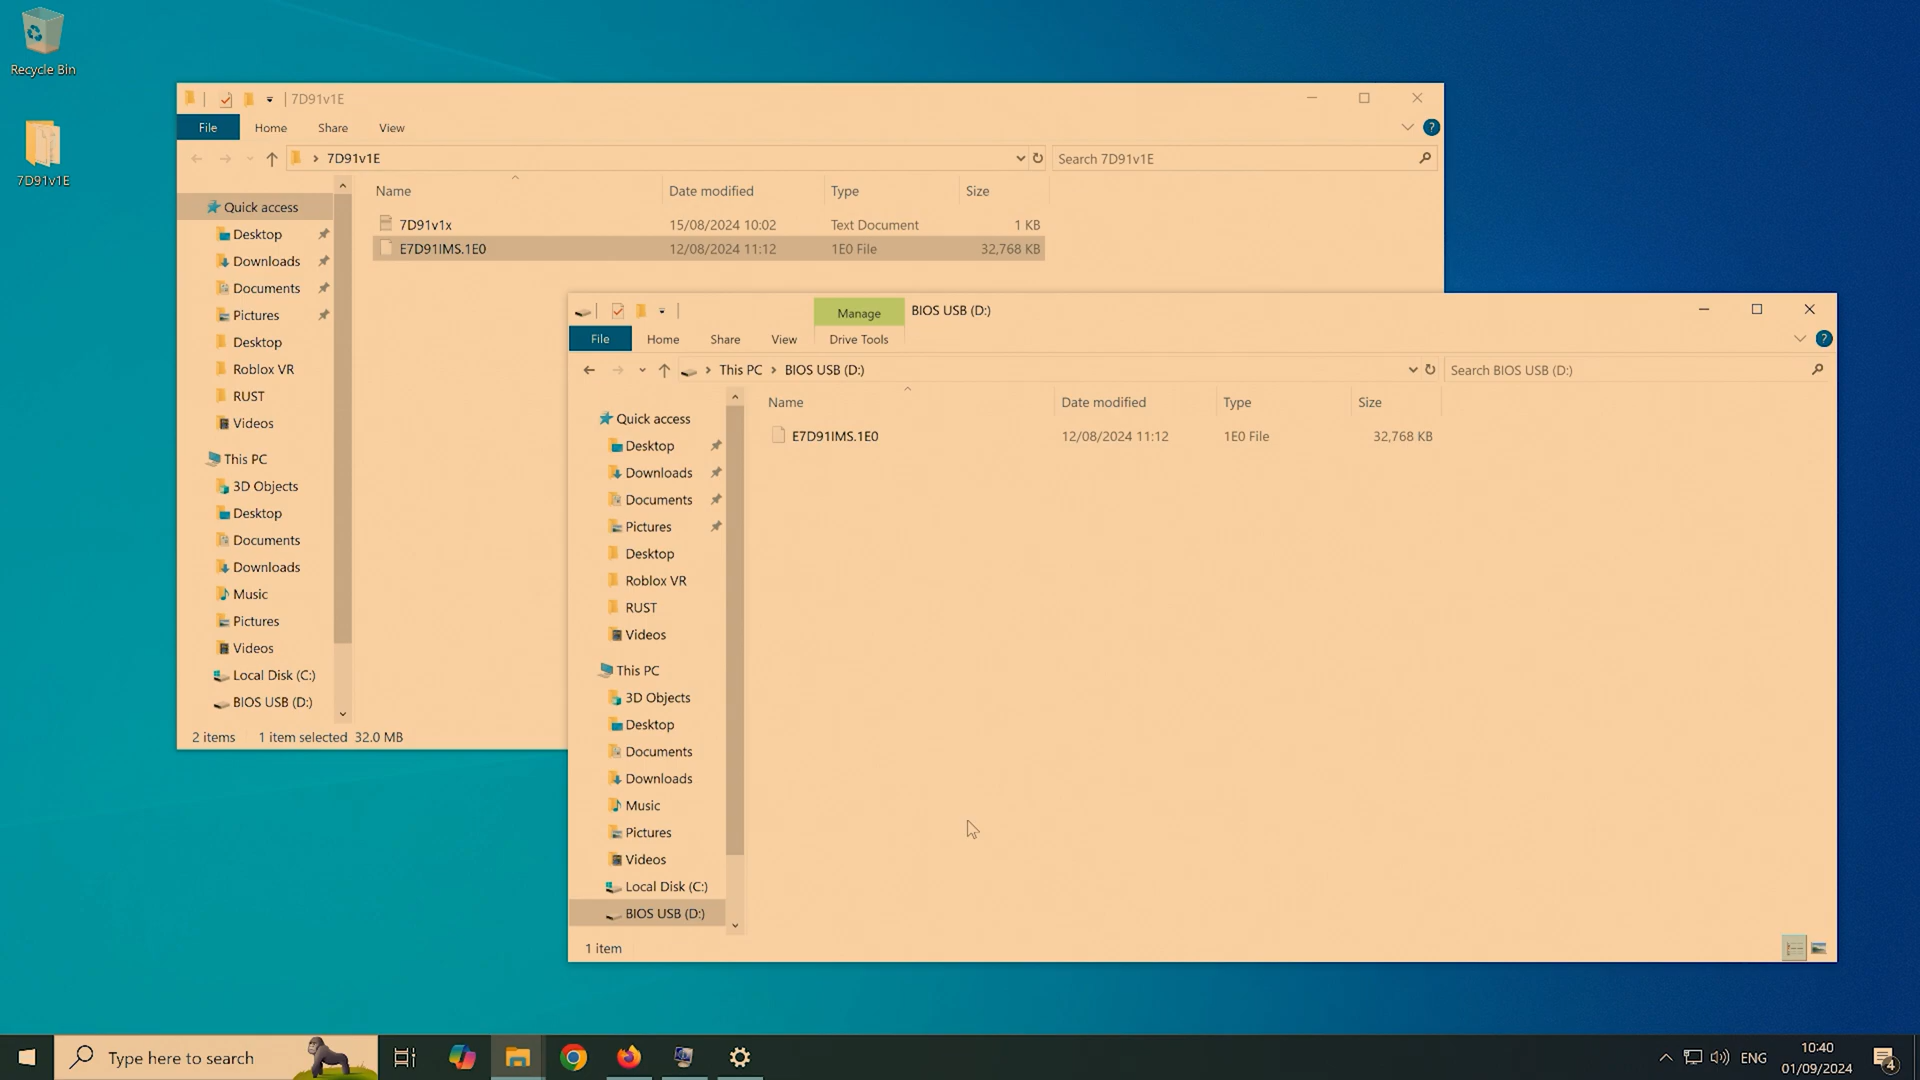 Recycle Bin
7D91v1E
7D91v1E
File Home Share View
7D91v1E
Search 7D91v1E
Name Date modified Type Size
7D91v1x 15/08/2024 10:02 Text Document 1 KB
E7D91IMS.1E0 12/08/2024 11:12 1E0 File 32,768 KB
Quick access
Desktop
Downloads
Documents
Pictures
Desktop
Roblox VR
RUST
Videos
This PC
3D Objects
Desktop
Documents
Downloads
Music
Pictures
Videos
Local Disk (C:)
BIOS USB (D:)
2 items 1 item selected 32.0 MB
Manage BIOS USB (D:)
File Home Share View Drive Tools
This PC BIOS USB (D:)
Search BIOS USB (D:)
Name Date modified Type Size
E7D91IMS.1E0 12/08/2024 11:12 1E0 File 32,768 KB
Quick access
Desktop
Downloads
Documents
Pictures
Desktop
Roblox VR
RUST
Videos
This PC
3D Objects
Desktop
Documents
Downloads
Music
Pictures
Videos
Local Disk (C:)
BIOS USB (D:)
1 item
Type here to search
ENG
10:40
01/09/2024
4